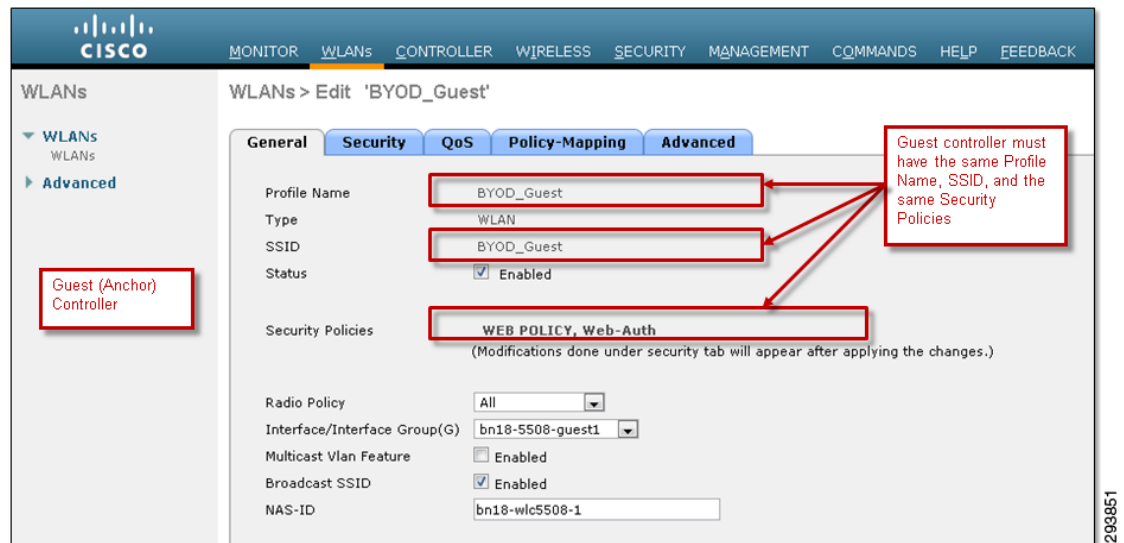 CISCO
MONITOR WLANs CONTROLLER WIRELESS SECURITY MANAGEMENT COMMANDS HELP FEEDBACK
WLANs
WLANs
WLANs
Advanced
Guest (Anchor)
Controller
WLANs > Edit 'BYOD_Guest'
General Security QoS Policy-Mapping Advanced
Profile Name BYOD_Guest
Type WLAN
SSID BYOD_Guest
Status Enabled
Security Policies WEB POLICY, Web-Auth
(Modifications done under security tab will appear after applying the changes.)
Radio Policy All
Interface/Interface Group(G) bn18-5508-guest1
Multicast Vlan Feature Enabled
Broadcast SSID Enabled
NAS-ID bn18-wlc5508-1
Guest controller must
have the same Profile
Name, SSID, and the
same Security
Policies
293851